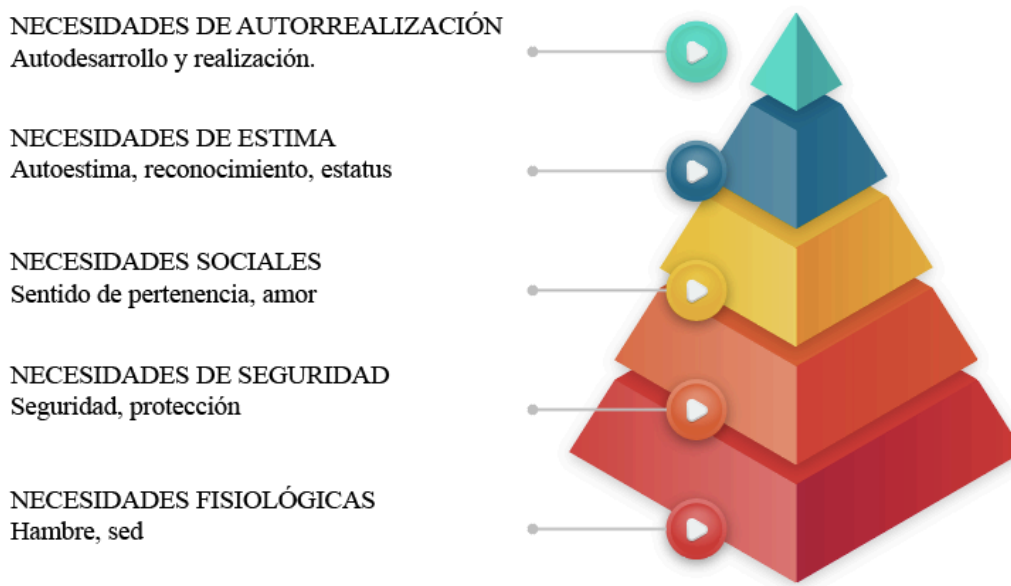 NECESIDADES DE AUTORREALIZACIÓN
Autodesarrollo y realización.
NECESIDADES DE ESTIMA
Autoestima, reconocimiento, estatus
NECESIDADES SOCIALES
Sentido de pertenencia, amor
NECESIDADES DE SEGURIDAD
Seguridad, protección
NECESIDADES FISIOLÓGICAS
Hambre, sed